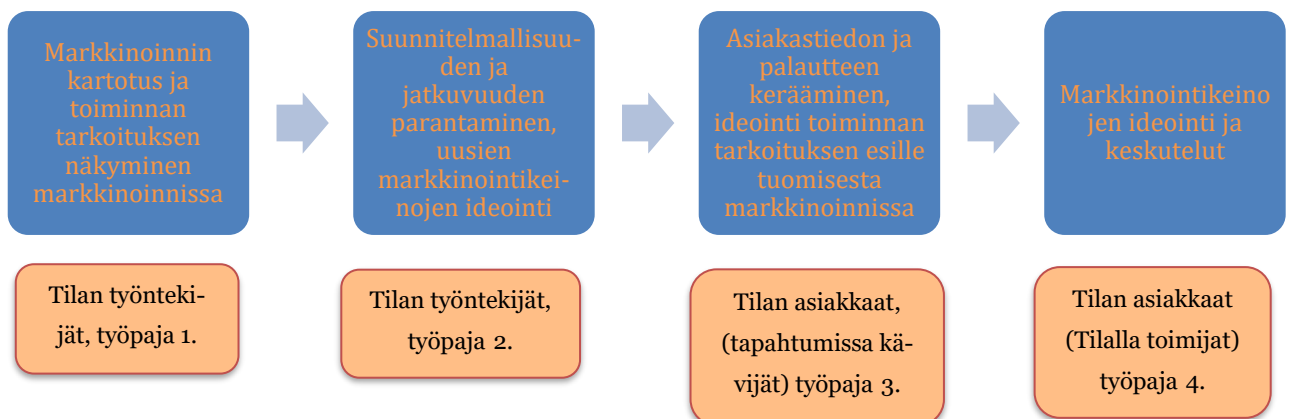 Markkinoinnin
kartotus ja
toiminnan
tarkoituksen
näkyminen
markkinoinnissa
Suunnitelmallisuu-
den ja
jatkuvuuden
parantaminen,
uusien
markkinointikei-
nojen ideointi
Asiakastiedon ja
palautteen
kerääminen,
ideointi toiminnan
tarkoituksen esille
tuomisesta
markkinoinnissa
Markkinointikeino
jen ideointi ja
keskutelut
Tilan työnteki-
jät, työpaja 1.
Tilan työntekijät,
työpaja 2.
Tilan asiakkaat,
(tapahtumissa kä-
vijät) työpaja 3.
Tilan asiakkaat
(Tilalla toimijat)
työpaja 4.